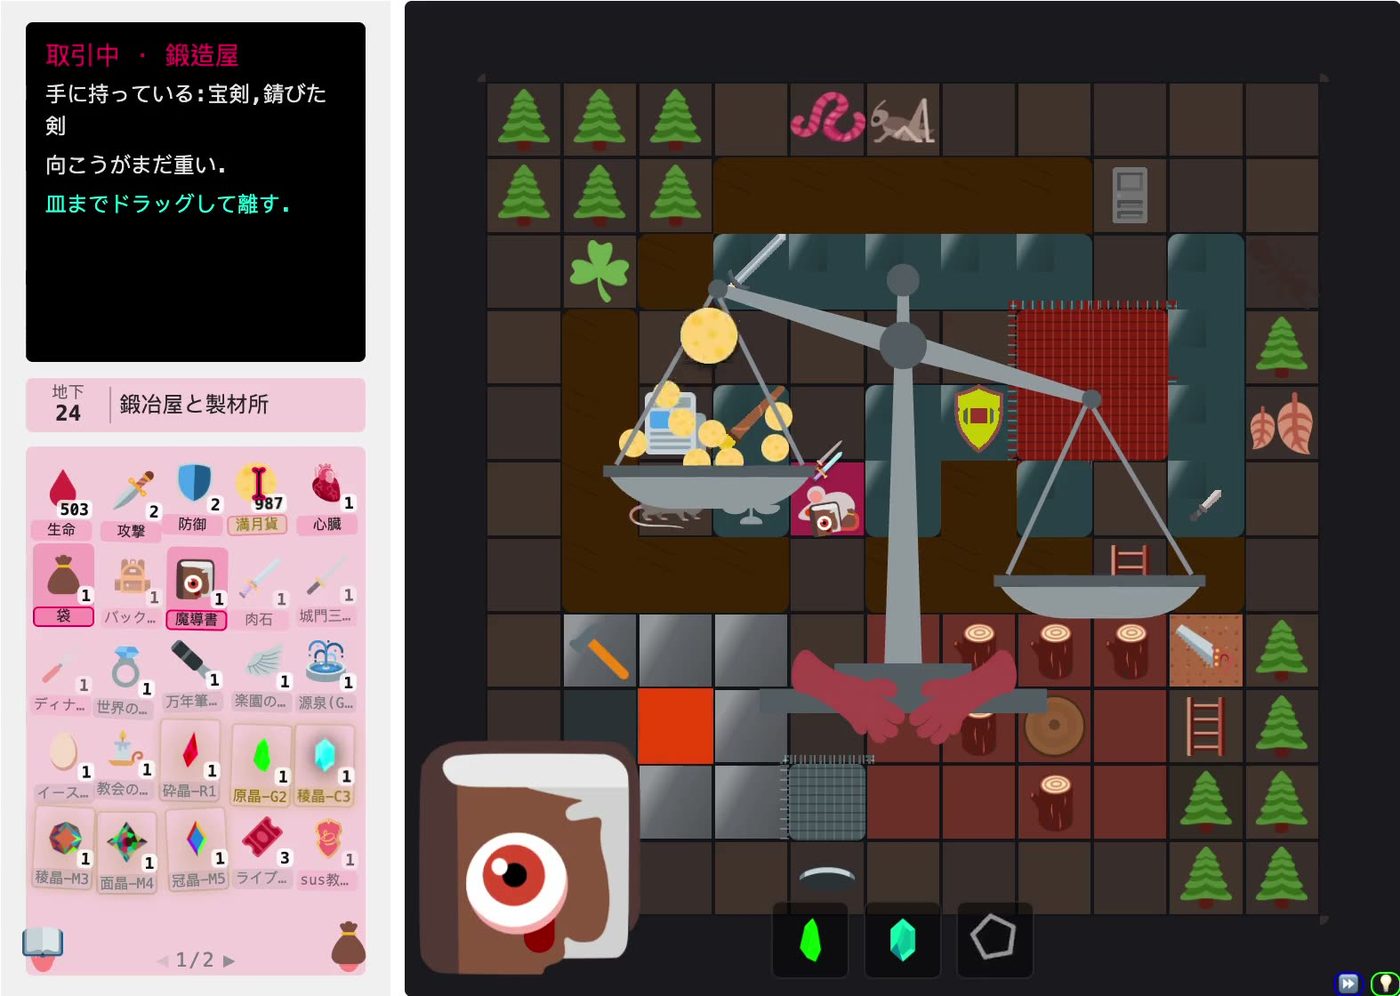 取引中 · 鍛造屋
手に持っている:宝剣,錆びた
剣
向こうがまだ重い.
皿までドラッグして離す.
地下
24
鍛冶屋と製材所
503 2 2 987 1
生命 攻撃 防御 満月貨 心臓
1 1 1 1 1
袋 バック… 魔導書 肉石 城門三…
1 1 1 1 1
ディナ… 世界の… 万年筆… 楽園の… 源泉(G…
1 1 1 1 1
イース… 教会の… 砕晶−R1 原晶−G2 稜晶−C3
1 1 1 3 1
稜晶−M3 面晶−M4 冠晶−M5 ライブ… sus教…
1/2